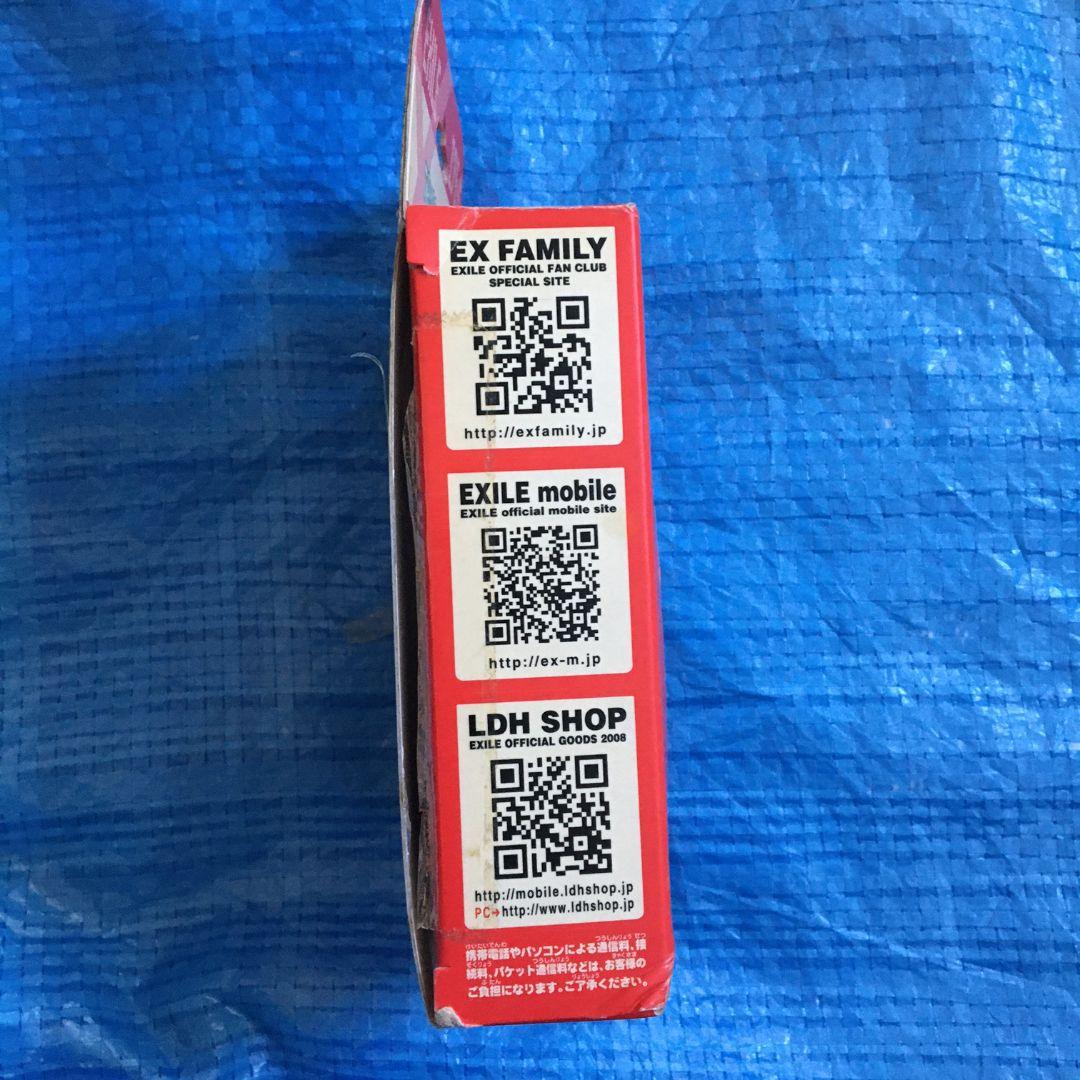 EX FAMILY
EXILE OFFICIAL FAN CLUB
SPECIAL SITE
http://exfamily.jp
EXILE mobile
EXILE official mobile site
http://ex-m.jp
LDH SHOP
EXILE OFFICIAL GOODS 2008
http://mobile.ldhshop.jp
PC→http://www.ldhshop.jp
携帯電話やパソコンによる通信料、接
続料、パケット通信料などは、お客様の
ご負担になります。ご了承ください。